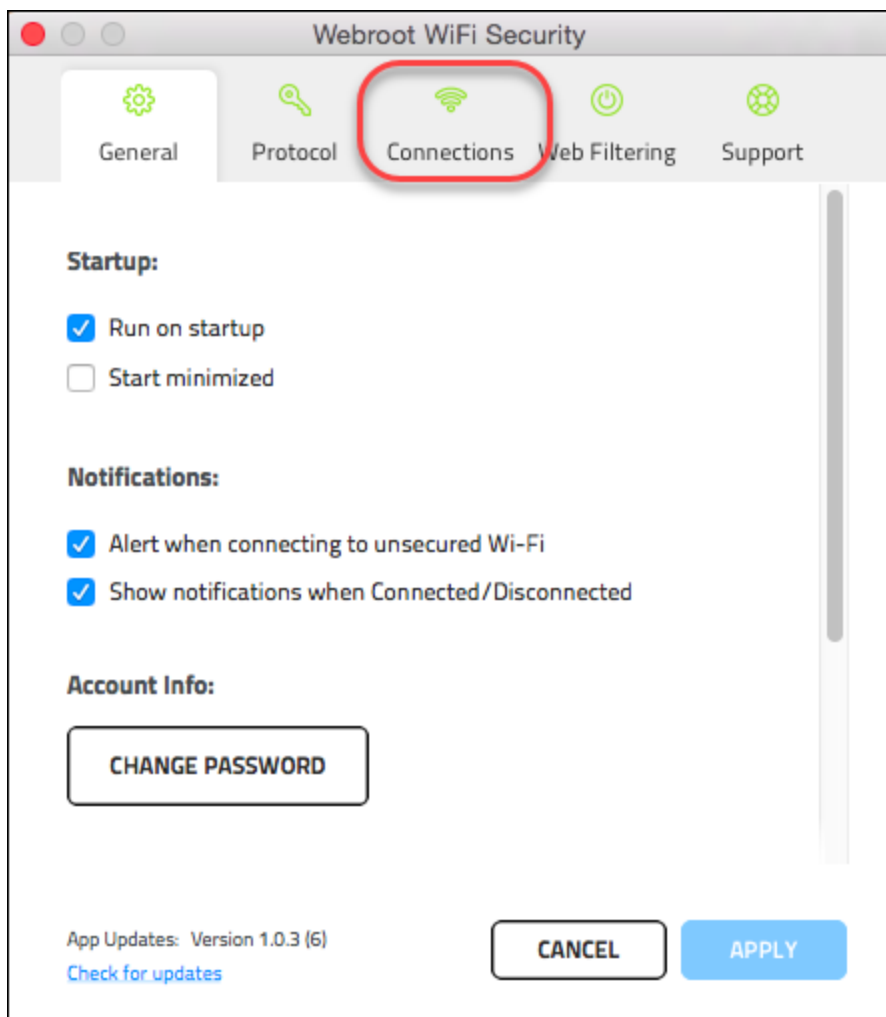 Webroot WiFi Security
General Protocol Connections Web Filtering Support
Startup:
Run on startup
Start minimized
Notifications:
Alert when connecting to unsecured Wi-Fi
Show notifications when Connected/Disconnected
Account Info:
CHANGE PASSWORD
App Updates: Version 1.0.3 (6)
Check for updates
CANCEL APPLY